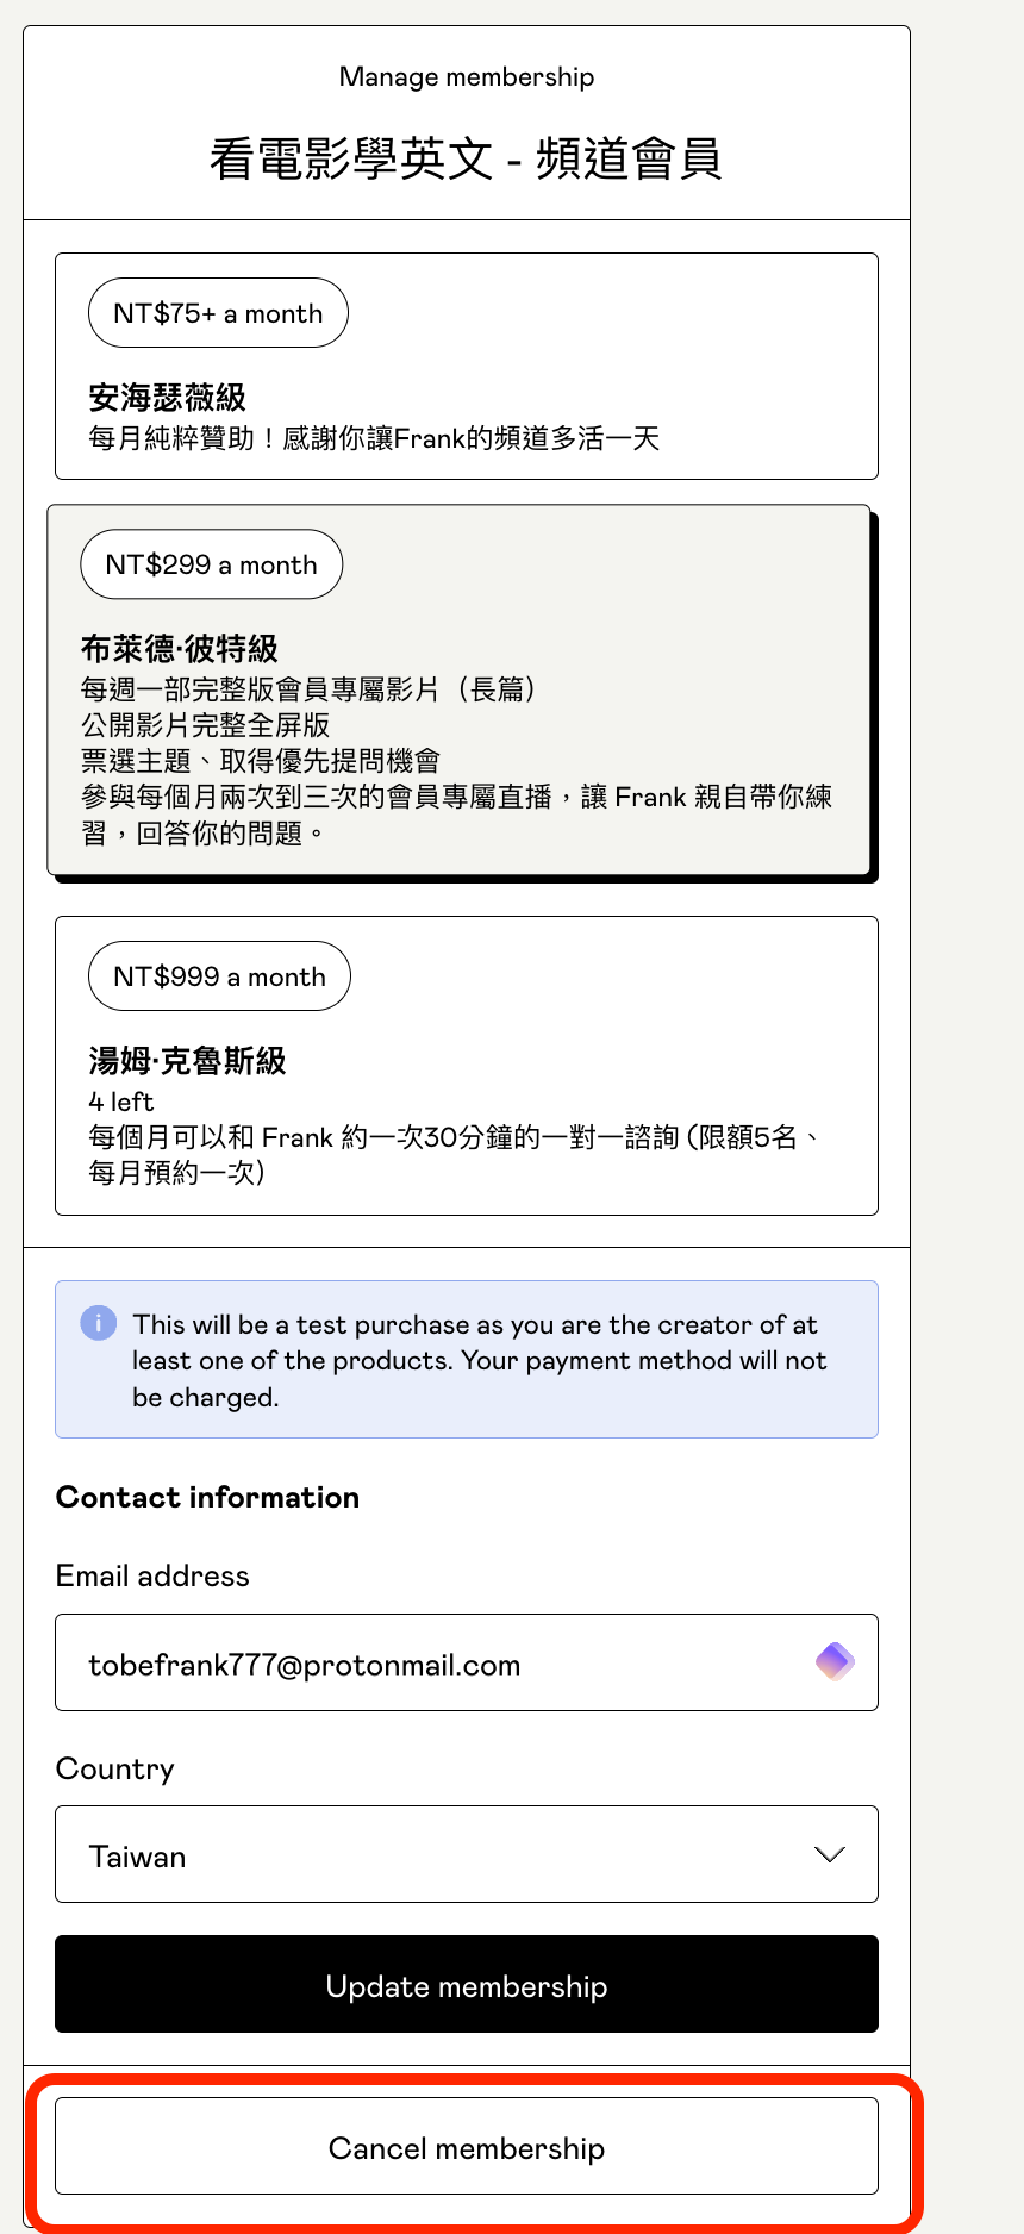 Manage membership
看電影學英文 - 頻道會員
NT$75+ a month
安海瑟薇級
每月純粹贊助！感謝你讓Frank的頻道多活一天
NT$299 a month
布萊德·彼特級
每週一部完整版會員專屬影片（長篇）
公開影片完整全屏版
票選主題、取得優先提問機會
參與每個月兩次到三次的會員專屬直播，讓 Frank 親自帶你練
習，回答你的問題。
NT$999 a month
湯姆·克魯斯級
4 left
每個月可以和 Frank 約一次30分鐘的一對一諮詢 (限額5名、
每月預約一次)
This will be a test purchase as you are the creator of at
least one of the products. Your payment method will not
be charged.
Contact information
Email address
tobefrank777@protonmail.com
Country
Taiwan
Update membership
Cancel membership